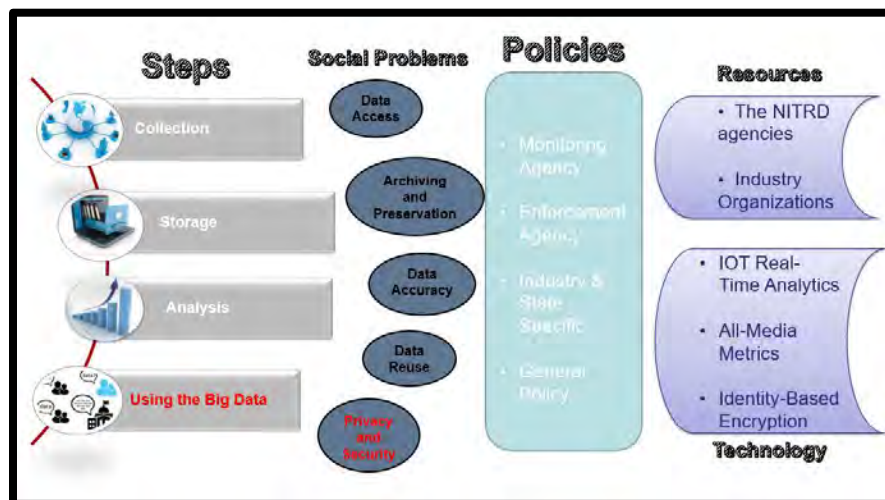 Steps
Collection
Storage
Analysis
Using the Big Data
Social Problems
Data
Access
Archiving
and
Preservation
Data
Accuracy
Data
Reuse
Privacy
and
Security
Policies
• Monitoring
Agency
• Enforcement
Agency
• Industry &
State
Specific
• General
Policy
Resources
• The NITRD
agencies
• Industry
Organizations
• IOT Real-
Time Analytics
• All-Media
Metrics
• Identity-Based
Encryption
Technology